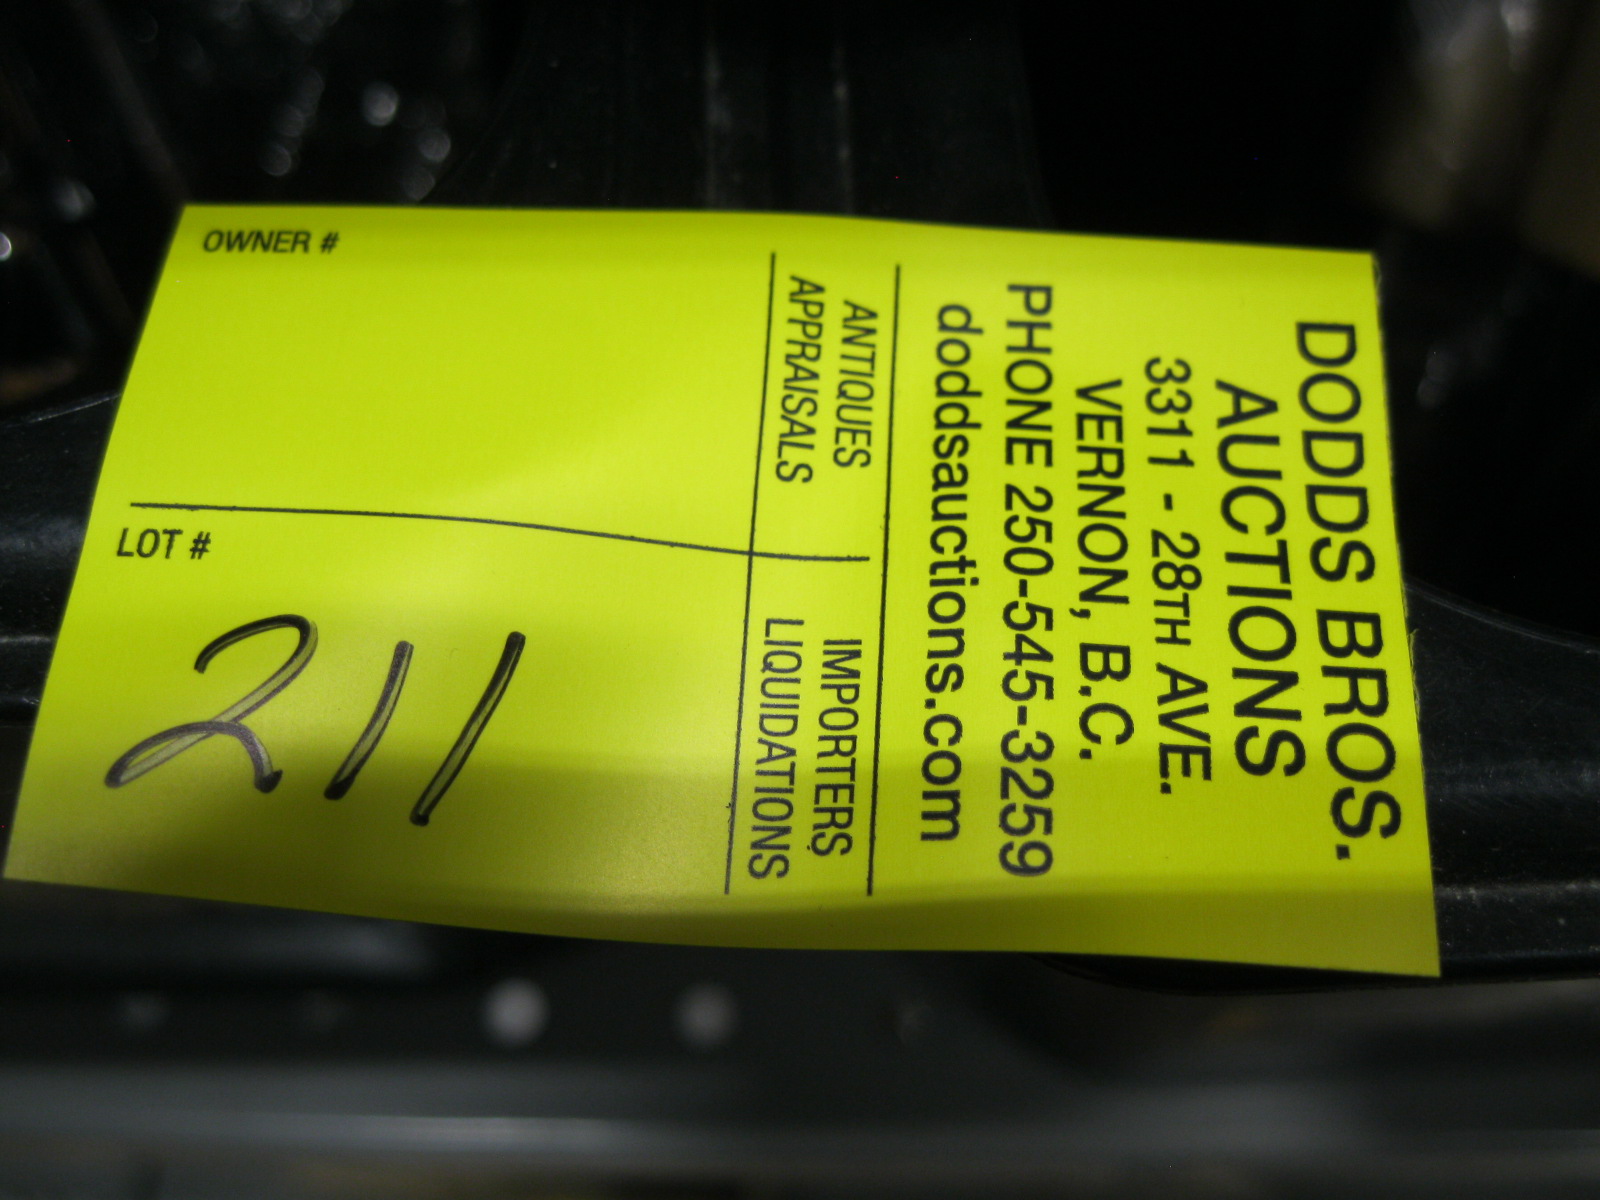 DODDS BROS.
AUCTIONS
3311 - 28TH AVE.
VERNON, B.C.
PHONE 250-545-3259
doddsauctions.com
ANTIQUES
APPRAISALS
IMPORTERS
LIQUIDATIONS
OWNER #
LOT #
211